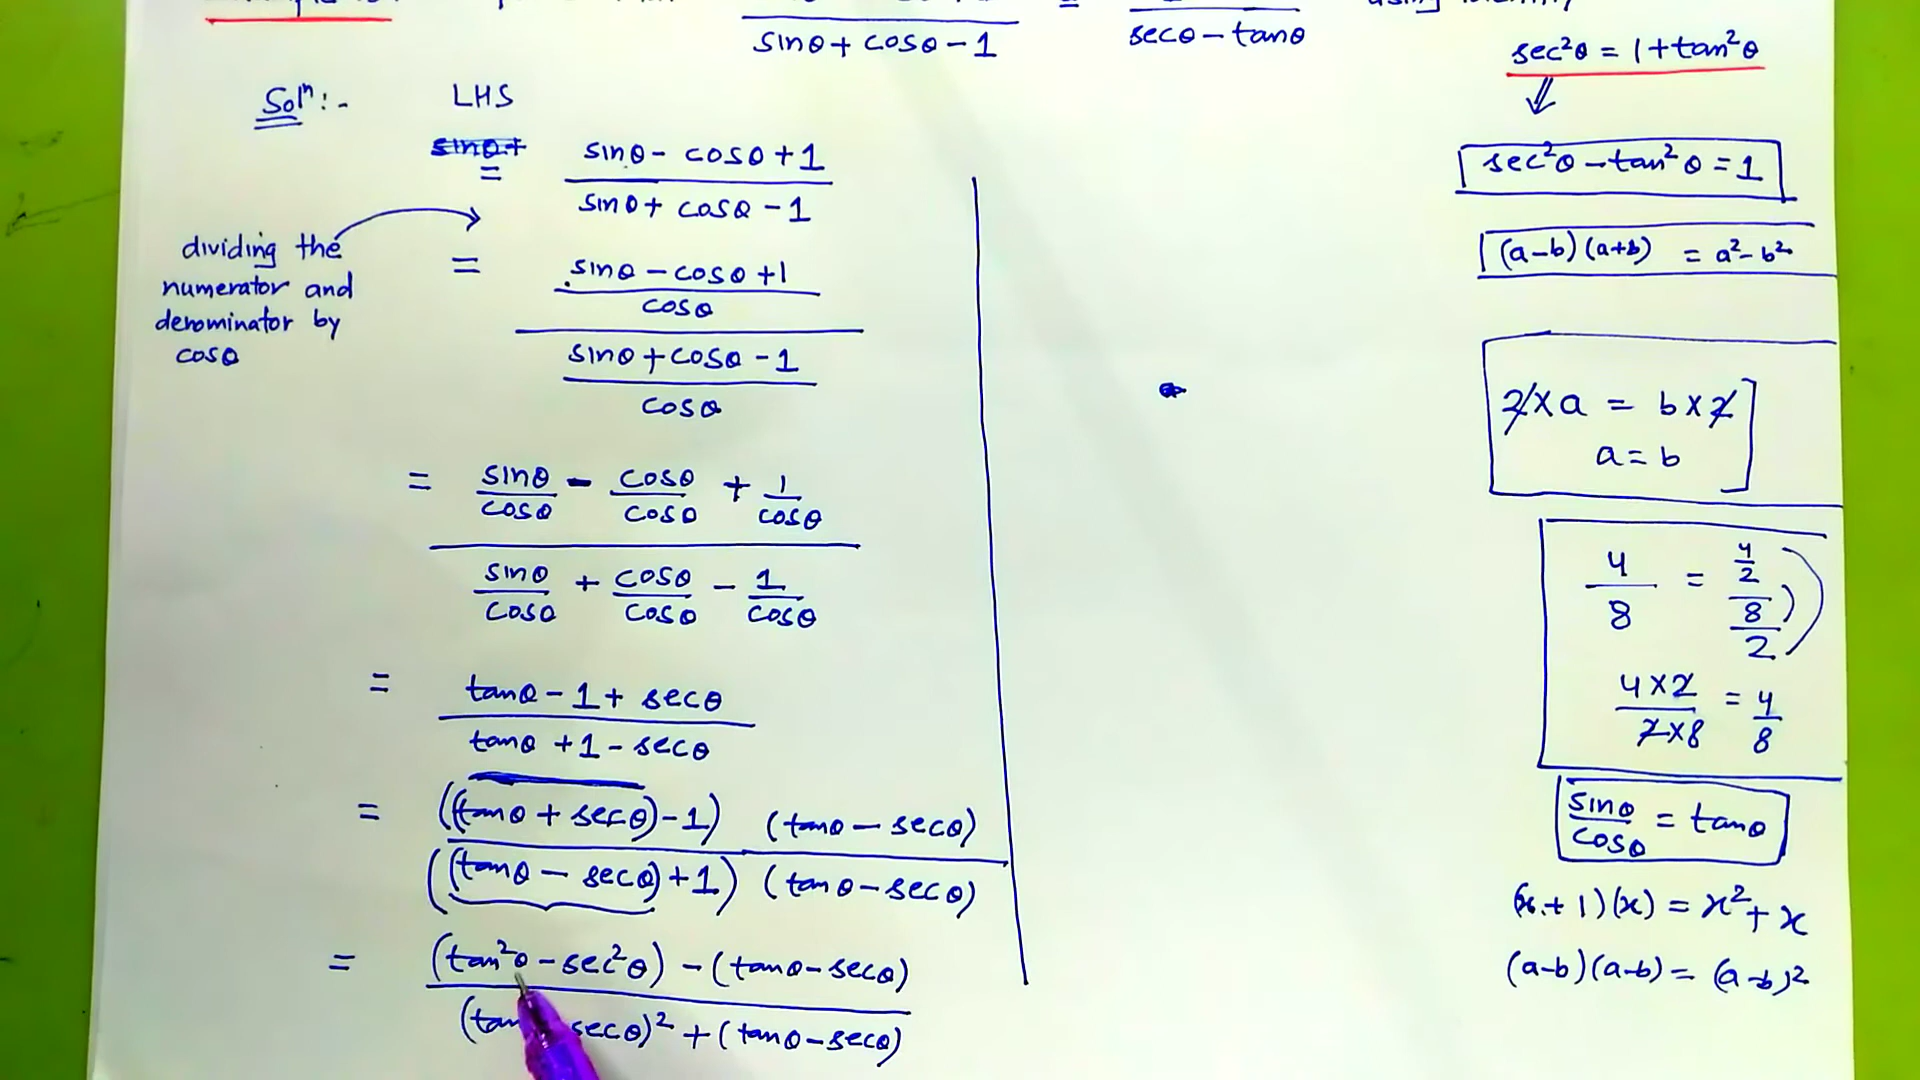 sinθ + cosθ - 1
secθ - tanθ
using
Solⁿ :- LHS
= sinθ - cosθ + 1
sinθ + cosθ - 1
dividing the
numerator and
denominator by
cosθ
= sinθ - cosθ + 1
cosθ
sinθ + cosθ - 1
cosθ
= sinθ/cosθ - cosθ/cosθ + 1/cosθ
sinθ/cosθ + cosθ/cosθ - 1/cosθ
= tanθ - 1 + secθ
tanθ + 1 - secθ
= ((tanθ + secθ) - 1) (tanθ - secθ)
((tanθ - secθ) + 1) (tanθ - secθ)
= (tan²θ - sec²θ) - (tanθ - secθ)
(tan secθ)² + (tanθ - secθ)
sec²θ = 1 + tan²θ
⇓
sec²θ - tan²θ = 1
(a-b)(a+b) = a² - b²
2 × a = b × 2
a = b
4/8 = 4/2 / 8/2
4×2/2×8 = 4/8
sinθ/cosθ = tanθ
(x+1)(x) = x² + x
(a-b)(a-b) = (a-b)²